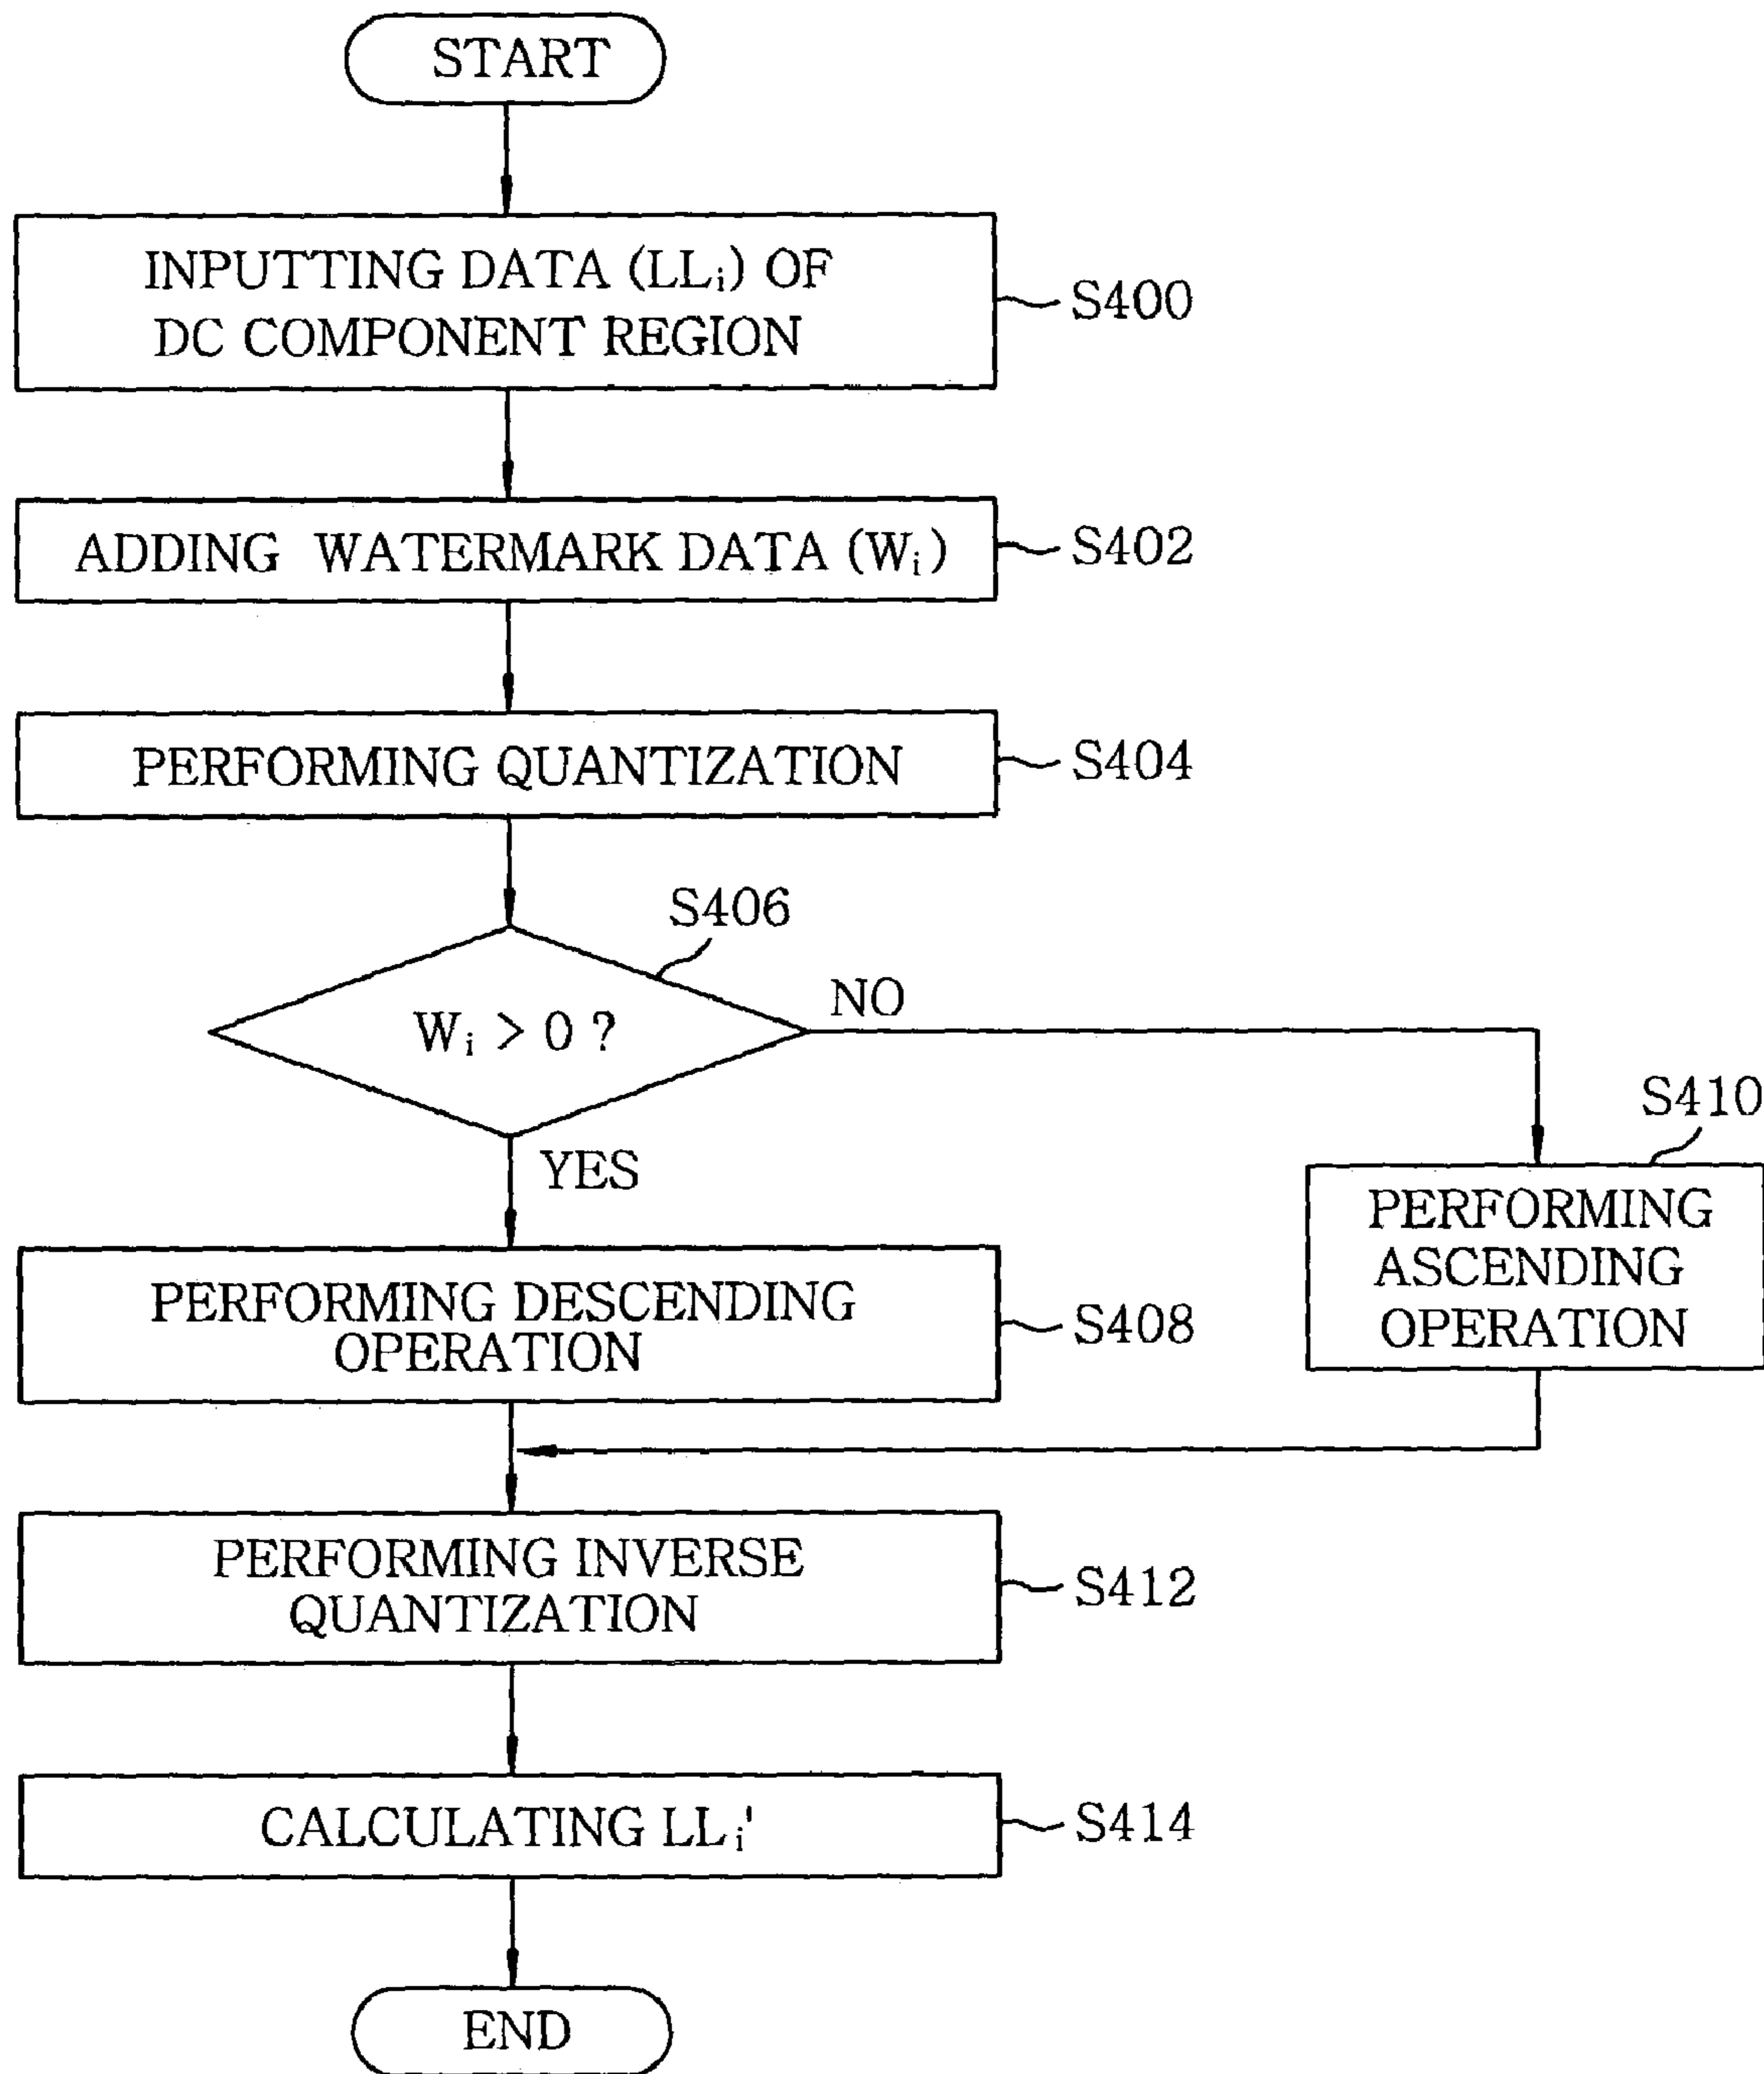 START
INPUTTING DATA (LLᵢ) OF
DC COMPONENT REGION
S400
ADDING WATERMARK DATA (Wᵢ)
S402
PERFORMING QUANTIZATION
S404
S406
Wᵢ > 0 ?
NO
YES
S410
PERFORMING
ASCENDING
OPERATION
PERFORMING DESCENDING
OPERATION
S408
PERFORMING INVERSE
QUANTIZATION
S412
CALCULATING LLᵢ'
S414
END